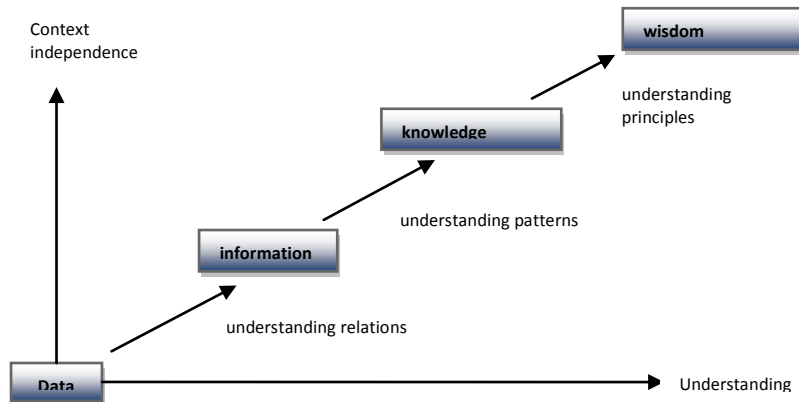 Context
independence
wisdom
understanding
principles
knowledge
understanding patterns
information
understanding relations
Data
Understanding